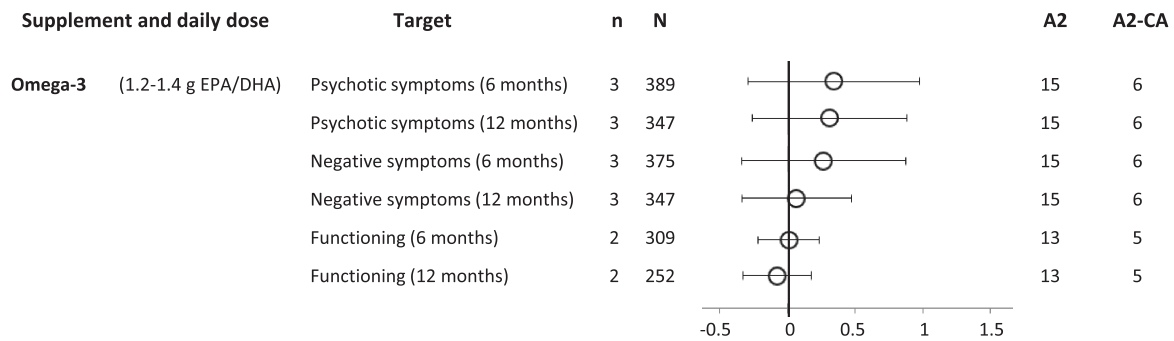 Supplement and daily dose Target n N A2 A2-CA
Omega-3 (1.2-1.4 g EPA/DHA) Psychotic symptoms (6 months) 3 389 15 6
Psychotic symptoms (12 months) 3 347 15 6
Negative symptoms (6 months) 3 375 15 6
Negative symptoms (12 months) 3 347 15 6
Functioning (6 months) 2 309 13 5
Functioning (12 months) 2 252 13 5
-0.5 0 0.5 1 1.5